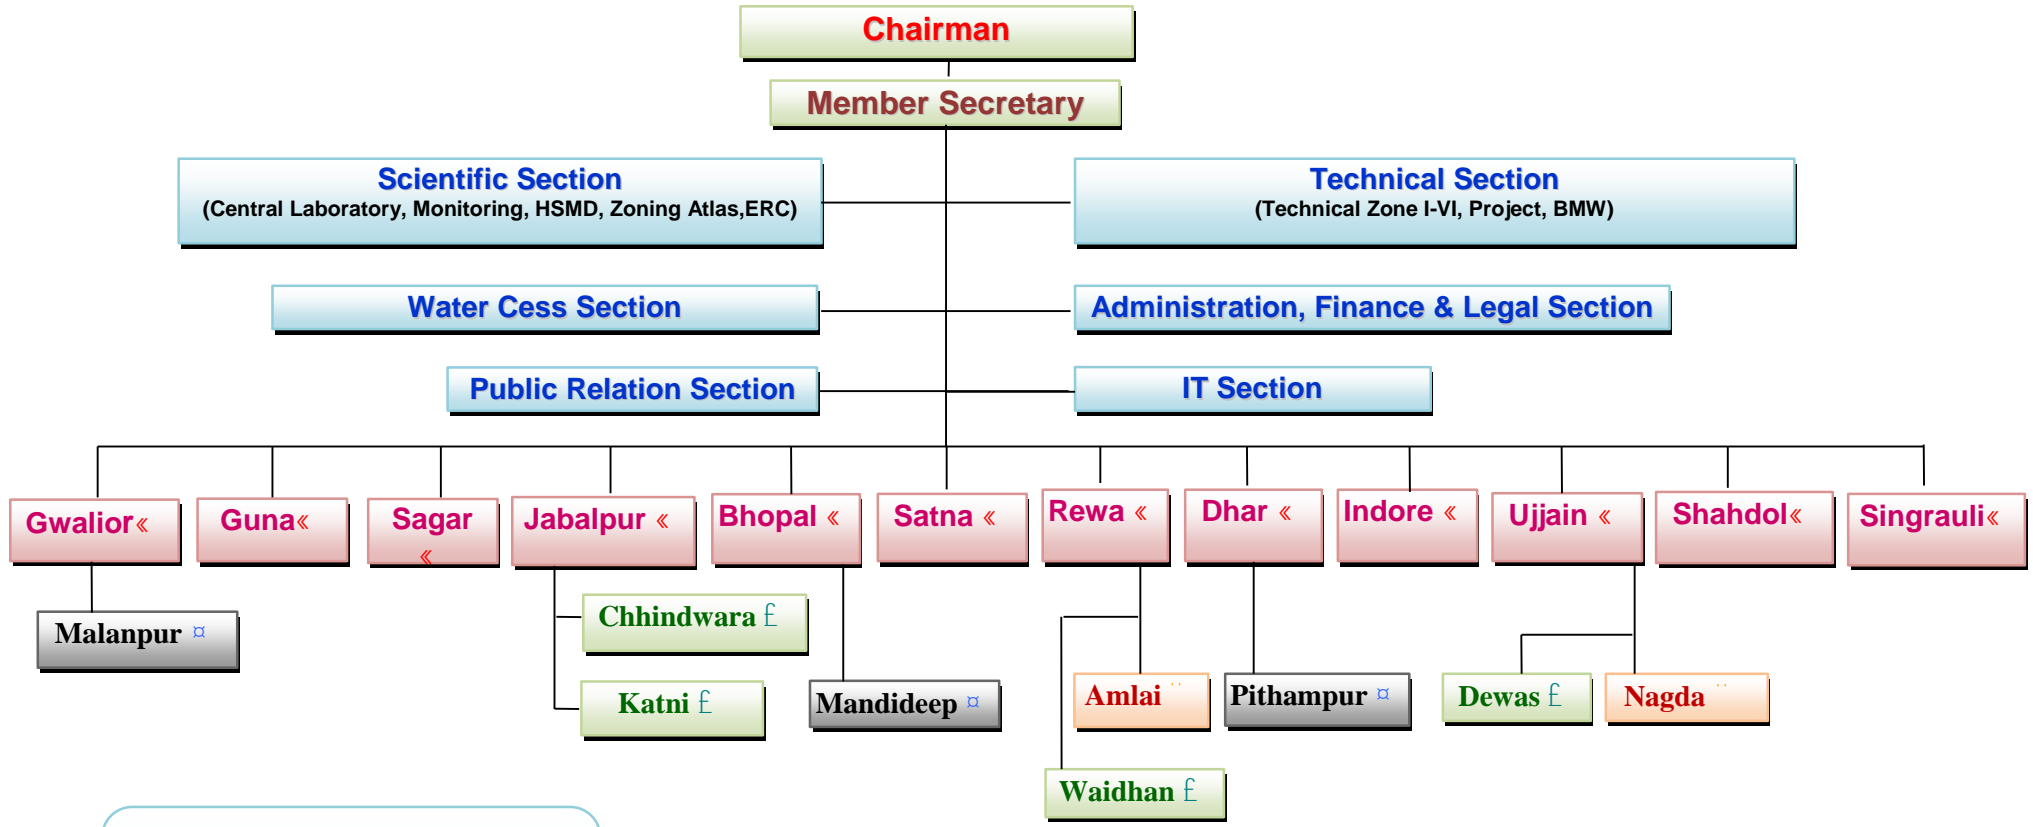 Chairman
Member Secretary
Scientific Section
(Central Laboratory, Monitoring, HSMD, Zoning Atlas,ERC)
Technical Section
(Technical Zone I-VI, Project, BMW)
Water Cess Section
Administration, Finance & Legal Section
Public Relation Section
IT Section
Gwalior«
Guna«
Sagar
«
Jabalpur «
Bhopal «
Satna «
Rewa «
Dhar «
Indore «
Ujjain «
Shahdol«
Singrauli«
Malanpur ¤
Chhindwara £
Katni £
Mandideep ¤
Amlai ¨
Pithampur ¤
Dewas £
Nagda ¨
Waidhan £